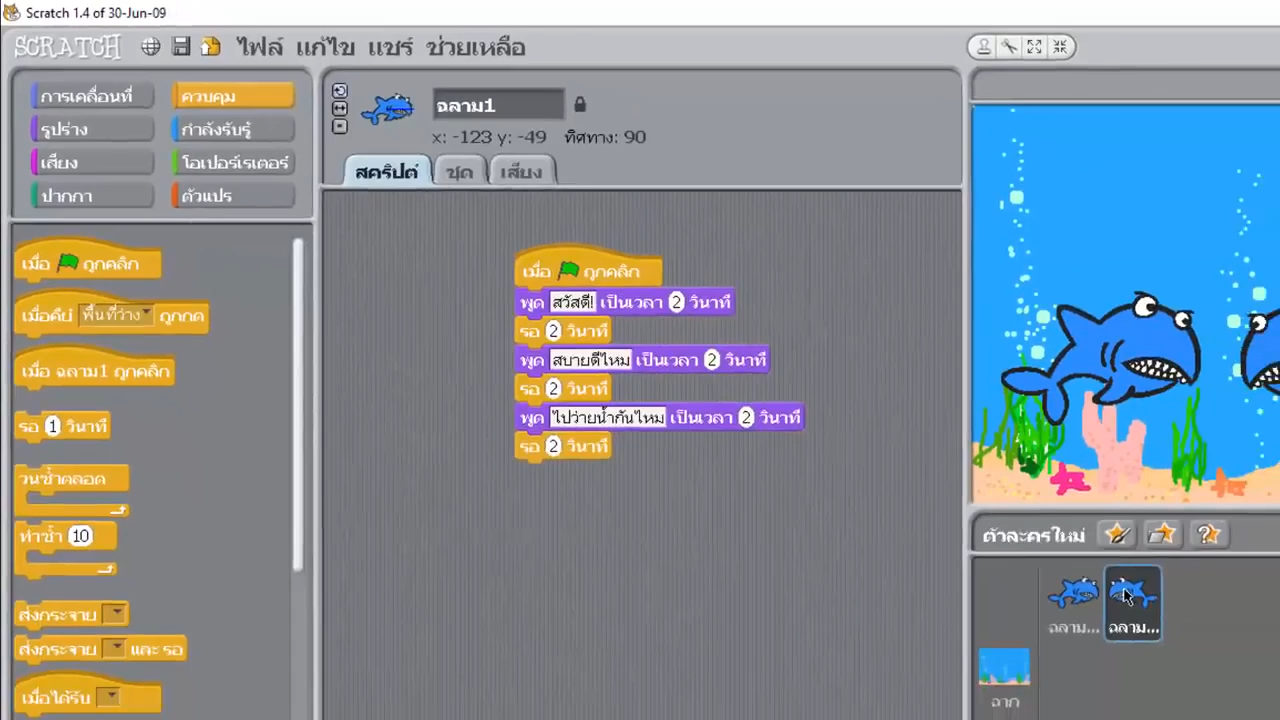 Scratch 1.4 of 30-Jun-09
SCRATCH ไฟล์ แก้ไข แชร์ ช่วยเหลือ
การเคลื่อนที่ ควบคุม
รูปร่าง กำลังรับรู้
เสียง โอเปอร์เรเตอร์
ปากกา ตัวแปร
ฉลาม1
x: -123 y: -49 ทิศทาง: 90
สคริปต์ ชุด เสียง
เมื่อ ถูกคลิก
เมื่อคีย์ พื้นที่ว่าง ถูกกด
เมื่อ ฉลาม1 ถูกคลิก
รอ 1 วินาที
วนซ้ำตลอด
ทำซ้ำ 10
ส่งกระจาย
ส่งกระจาย และ รอ
เมื่อได้รับ
เมื่อ ถูกคลิก
พูด สวัสดี! เป็นเวลา 2 วินาที
รอ 2 วินาที
พูด สบายดีไหม เป็นเวลา 2 วินาที
รอ 2 วินาที
พูด ไปว่ายน้ำกันไหม เป็นเวลา 2 วินาที
รอ 2 วินาที
ตัวละครใหม่
ฉลาม... ฉลาม...
ฉาก